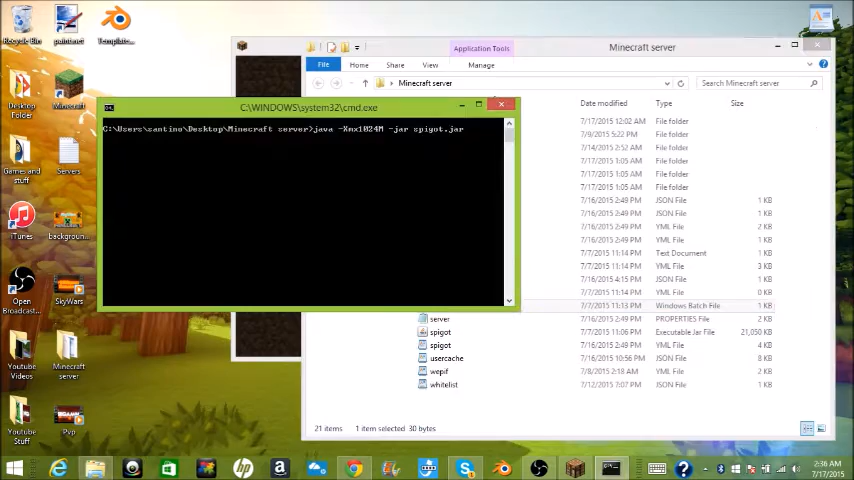 Recycle Bin
paint.net
Template...
Desktop
Folder
Minecraft
Games and
stuff
Servers
iTunes
backgroun...
Open
Broadcast...
SkyWars
Youtube
Videos
Minecraft
server
Youtube
Stuff
Pvp
C:\WINDOWS\system32\cmd.exe
C:\Users\santino\Desktop\Minecraft server>java -Xmx1024M -jar spigot.jar
Application Tools
Minecraft server
File
Home
Share
View
Manage
Minecraft server
Search Minecraft server
Date modified
Type
Size
7/17/2015 12:02 AM File folder
7/9/2015 5:22 PM File folder
7/14/2015 2:52 PM File folder
7/17/2015 1:05 AM File folder
7/17/2015 1:05 AM File folder
7/17/2015 1:05 AM File folder
7/16/2015 2:49 PM JSON File 1 KB
7/16/2015 2:49 PM JSON File 1 KB
7/16/2015 2:49 PM YML File 1 KB
7/16/2015 2:49 PM JSON File 1 KB
7/7/2015 11:14 PM Text Document 1 KB
7/7/2015 11:14 PM YML File 3 KB
7/16/2015 4:15 PM JSON File 1 KB
7/7/2015 11:14 PM YML File 1 KB
7/7/2015 11:13 PM Windows Batch File 1 KB
server 7/16/2015 2:49 PM PROPERTIES File 2 KB
spigot 7/7/2015 11:06 PM Executable Jar File 21,050 KB
spigot 7/16/2015 2:49 PM YML File 4 KB
usercache 7/16/2015 10:56 PM JSON File 8 KB
wepif 7/8/2015 2:18 AM YML File 2 KB
whitelist 7/12/2015 7:07 PM JSON File 1 KB
21 items 1 item selected 30 bytes
2:36 AM
7/17/2015